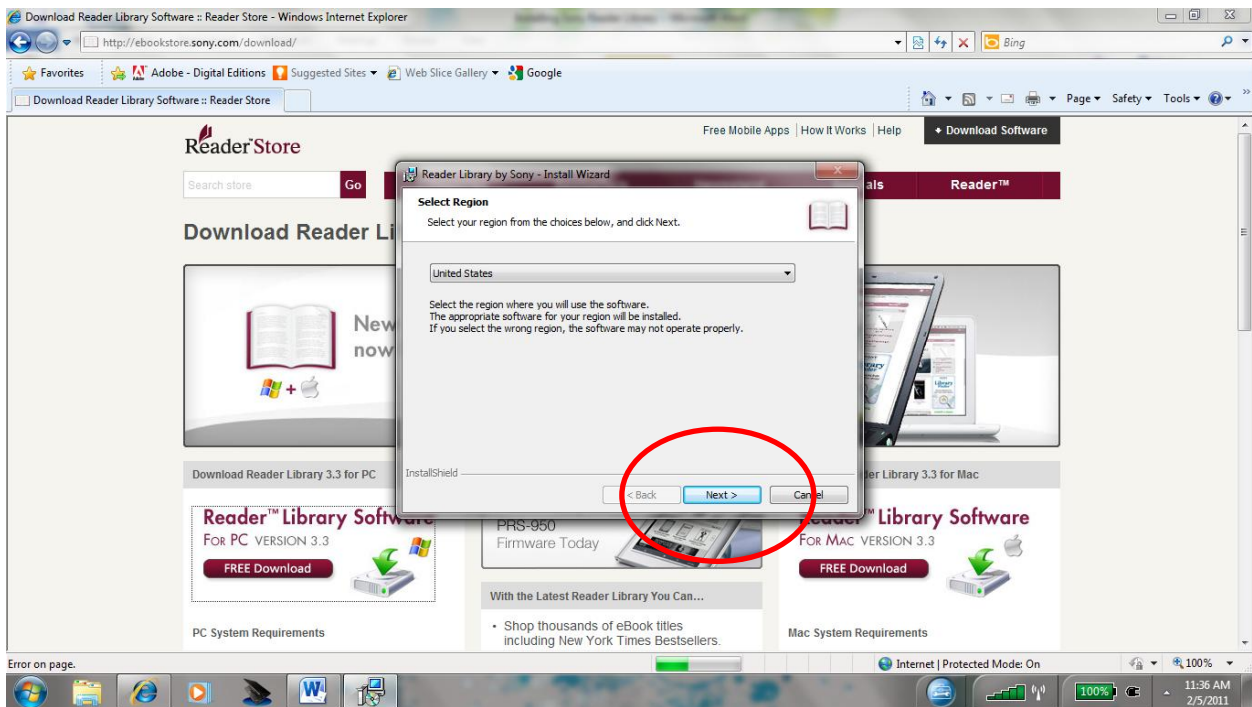 Download Reader Library Software :: Reader Store - Windows Internet Explorer
http://ebookstore.sony.com/download/
Bing
Favorites
Adobe - Digital Editions
Suggested Sites
Web Slice Gallery
Google
Download Reader Library Software :: Reader Store
Page
Safety
Tools
Reader Store
Free Mobile Apps | How It Works | Help
+ Download Software
Search store
Go
als
Reader™
Download Reader Li
Reader Library by Sony - Install Wizard
Select Region
Select your region from the choices below, and click Next.
United States
Select the region where you will use the software.
The appropriate software for your region will be installed.
If you select the wrong region, the software may not operate properly.
InstallShield
< Back
Next >
Cancel
New
now
+
Download Reader Library 3.3 for PC
der Library 3.3 for Mac
Reader™ Library Software
FOR PC VERSION 3.3
FREE Download
PRS-950
Firmware Today
Reader™ Library Software
FOR MAC VERSION 3.3
FREE Download
With the Latest Reader Library You Can...
• Shop thousands of eBook titles
including New York Times Bestsellers.
PC System Requirements
Mac System Requirements
Error on page.
Internet | Protected Mode: On
100%
100%
11:36 AM
2/5/2011